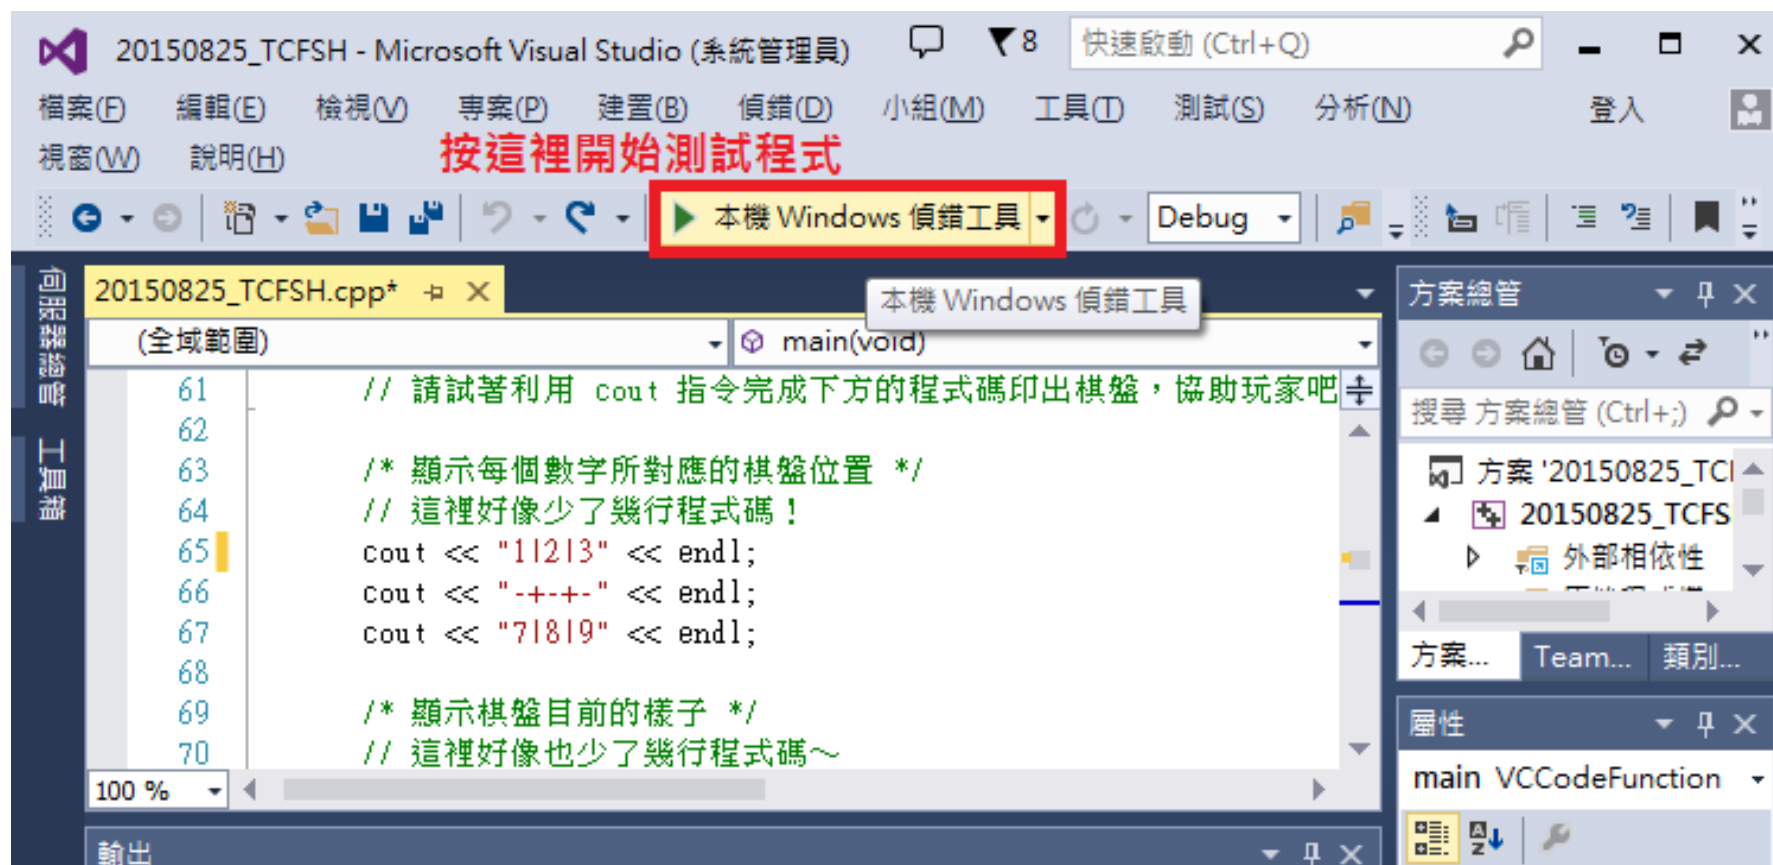 20150825_TCFSH - Microsoft Visual Studio (系統管理員)
8
快速啟動 (Ctrl+Q)
檔案(F) 編輯(E) 檢視(V) 專案(P) 建置(B) 偵錯(D) 小組(M) 工具(T) 測試(S) 分析(N) 登入
視窗(W) 說明(H)
按這裡開始測試程式
本機 Windows 偵錯工具
Debug
伺服器總管
工具箱
20150825_TCFSH.cpp*
本機 Windows 偵錯工具
(全域範圍)
main(void)
61 // 請試著利用 cout 指令完成下方的程式碼印出棋盤，協助玩家吧
62
63 /* 顯示每個數字所對應的棋盤位置 */
64 // 這裡好像少了幾行程式碼！
65 cout << "1|2|3" << endl;
66 cout << "-+-+-" << endl;
67 cout << "7|8|9" << endl;
68
69 /* 顯示棋盤目前的樣子 */
70 // 這裡好像也少了幾行程式碼～
100 %
輸出
方案總管
搜尋 方案總管 (Ctrl+;)
方案 '20150825_TCF
20150825_TCFS
外部相依性
方案... Team... 類別...
屬性
main VCCodeFunction